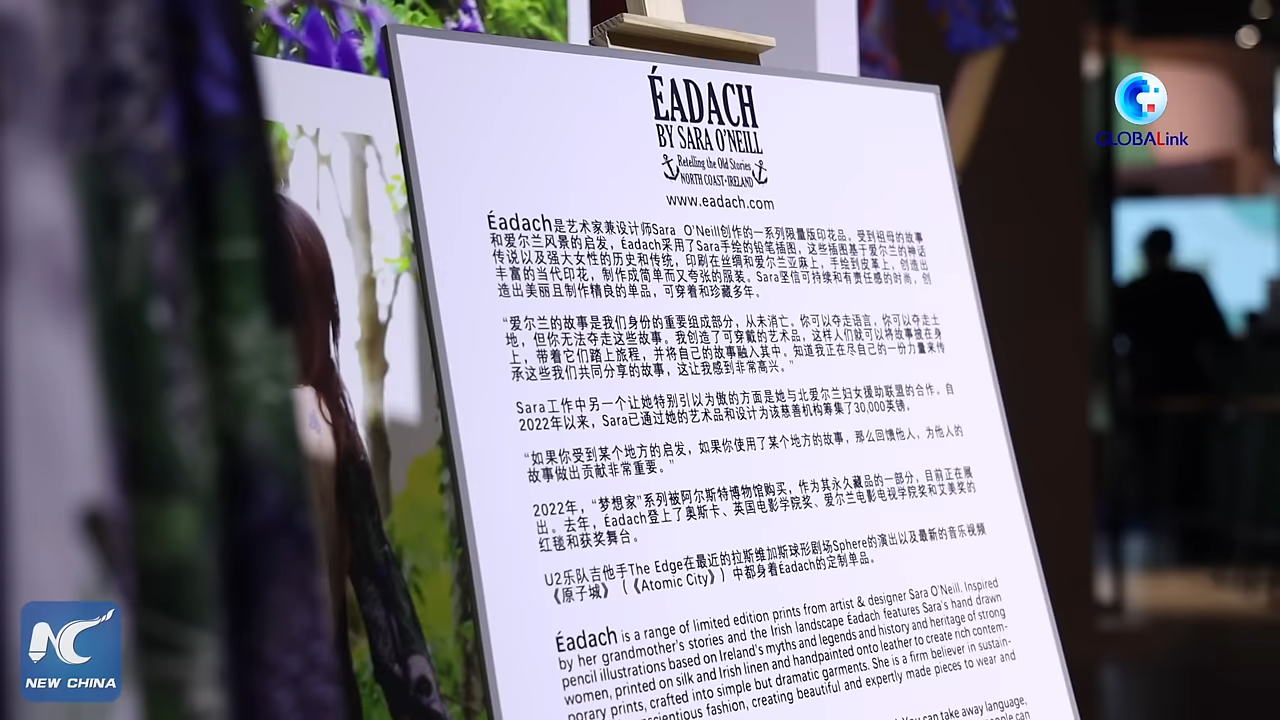 ÉADACH
BY SARA O'NEILL
Retelling the Old Stories
NORTH COAST·IRELAND
www.eadach.com
Éadach是艺术家兼设计师Sara O'Neill创作的一系列限量版印花品，受到祖母的故事
和爱尔兰风景的启发，Éadach采用了Sara手绘的铅笔插图，这些插图基于爱尔兰的神话
传说以及强大女性的历史和传统，印刷在丝绸和爱尔兰亚麻上，手绘到皮革上，创造出
丰富的当代印花，制作成简单而又夸张的服装。Sara坚信可持续和有责任感的时尚，创
造出美丽且制作精良的单品，可穿着和珍藏多年。
“爱尔兰的故事是我们身份的重要组成部分，从未消亡。你可以夺走语言，你可以夺走土
地，但你无法夺走这些故事。我创造了可穿戴的艺术品，这样人们就可以将故事披在身
上，带着它们踏上旅程，并将自己的故事融入其中。知道我正在尽自己的一份力量来传
承这些我们共同分享的故事，这让我感到非常高兴。”
Sara工作中另一个让她特别引以为傲的方面是她与北爱尔兰妇女援助联盟的合作。自
2022年以来，Sara已通过她的艺术品和设计为该慈善机构筹集了30,000英镑。
“如果你受到某个地方的启发，如果你使用了某个地方的故事，那么回馈他人，为他人的
故事做出贡献非常重要。”
2022年，“梦想家”系列被阿尔斯特博物馆购买，作为其永久藏品的一部分，目前正在展
出。去年，Éadach登上了奥斯卡、英国电影学院奖、爱尔兰电影电视学院奖和艾美奖的
红毯和获奖舞台。
U2乐队吉他手The Edge在最近的拉斯维加斯球形剧场Sphere的演出以及最新的音乐视频
《原子城》（《Atomic City》）中都身着Éadach的定制单品。
Éadach is a range of limited edition prints from artist & designer Sara O'Neill. Inspired
by her grandmother's stories and the Irish landscape Éadach features Sara's hand drawn
pencil illustrations based on Ireland's myths and legends and history and heritage of strong
women, printed on silk and Irish linen and handpainted onto leather to create rich contem-
porary prints, crafted into simple but dramatic garments. She is a firm believer in sustain-
fashion, creating beautiful and expertly made pieces to wear and
You can take away language,
people can
GLOBALink
NEW CHINA